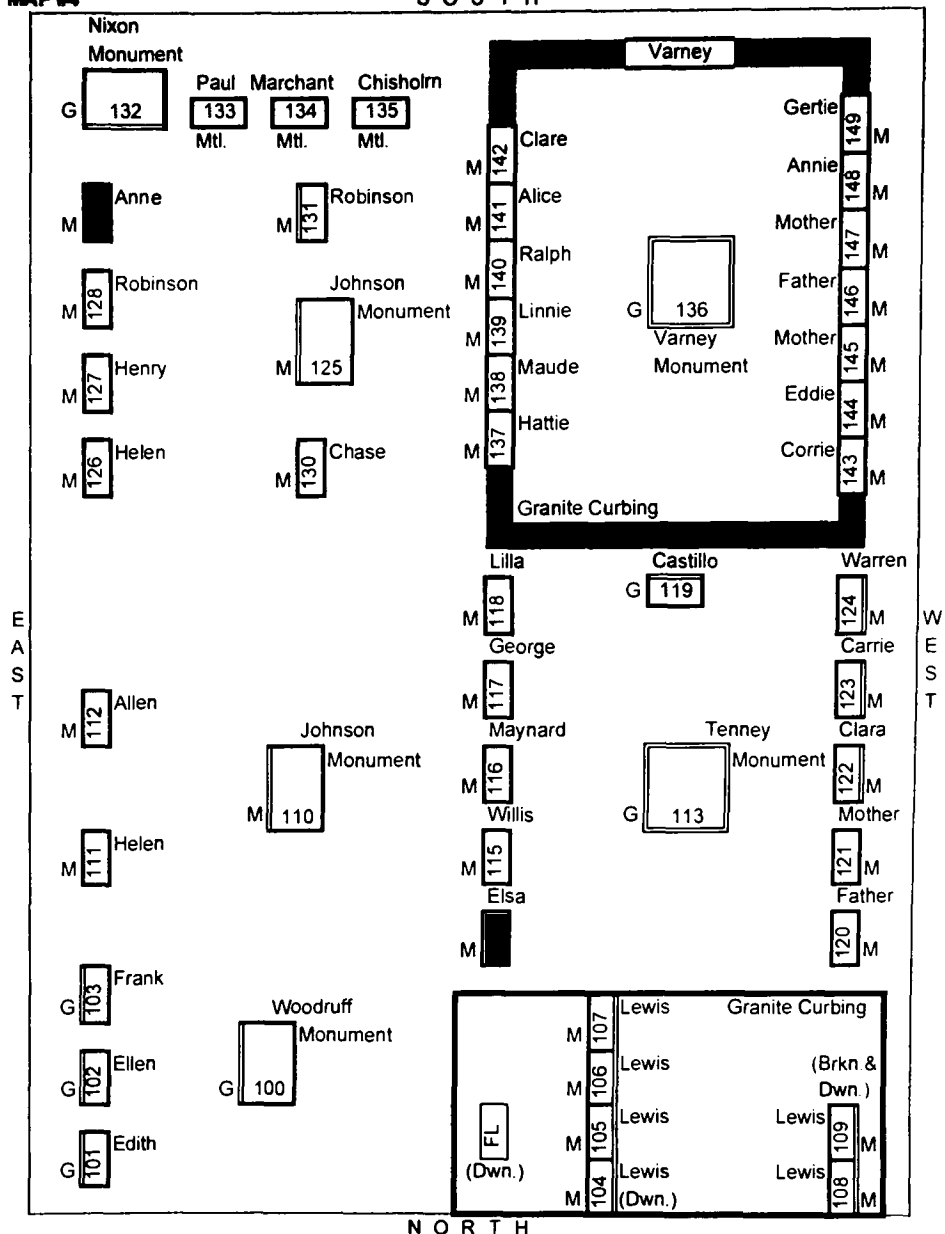 Nixon
Monument
G 132
Paul Marchant Chisholm
133 134 135
Mtl. Mtl. Mtl.
Varney
M Anne
M 131 Robinson
M 128 Robinson
M 127 Henry
M 126 Helen
Johnson
Monument
M 125
M 130 Chase
M 142 Clare
M 141 Alice
M 140 Ralph
M 139 Linnie
M 138 Maude
M 137 Hattie
G 136
Varney
Monument
Gertie 149 M
Annie 148 M
Mother 147 M
Father 146 M
Mother 145 M
Eddie 144 M
Corrie 143 M
Granite Curbing
EAST
WEST
Lilla
M 118
George
M 117
Maynard
M 116
Willis
M 115
Elsa
M
Castillo
G 119
Warren
124 M
Carrie
123 M
Clara
122 M
Mother
121 M
Father
120 M
Tenney
Monument
G 113
M 112 Allen
M 111 Helen
Johnson
Monument
M 110
G 103 Frank
G 102 Ellen
G 101 Edith
Woodruff
Monument
G 100
M 107 Lewis
M 106 Lewis
M 105 Lewis
M 104 Lewis
(Dwn.)
FL
(Dwn.)
Granite Curbing
(Brkn.&
Dwn.)
Lewis 109 M
Lewis 108 M
NORTH